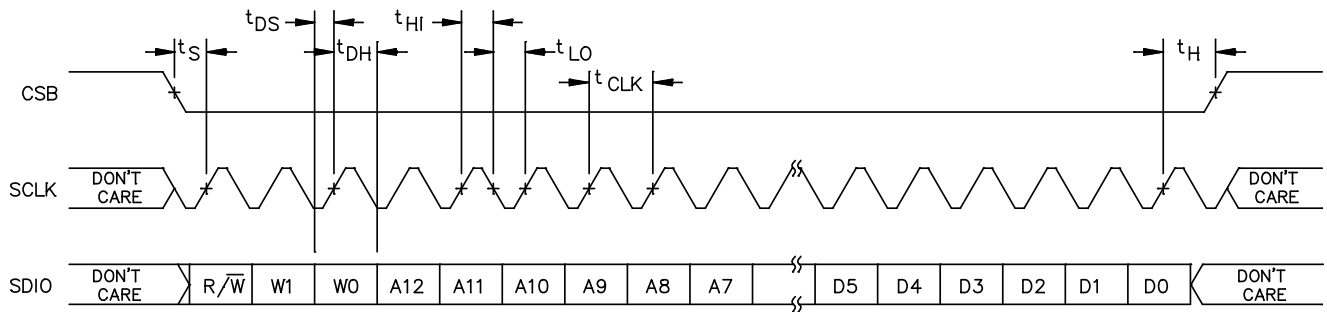 tDS
tHI
tS
tDH
tLO
tCLK
tH
CSB
SCLK
DON'T CARE
DON'T CARE
SDIO
DON'T CARE
R/W̅ W1 W0 A12 A11 A10 A9 A8 A7 D5 D4 D3 D2 D1 D0
DON'T CARE